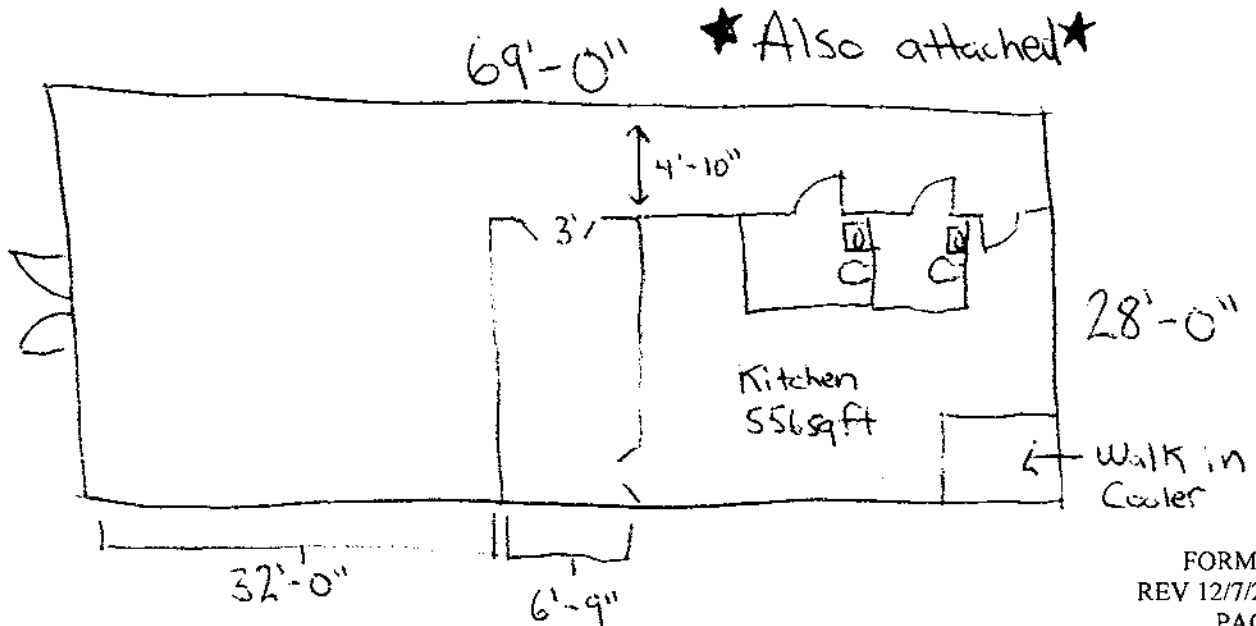 ★ Also attached ★
69'-0"
4'-10"
3'
28'-0"
Kitchen
556sqft
Walk in
Cooler
32'-0"
6'-9"
FORM
REV 12/7/2
PAG